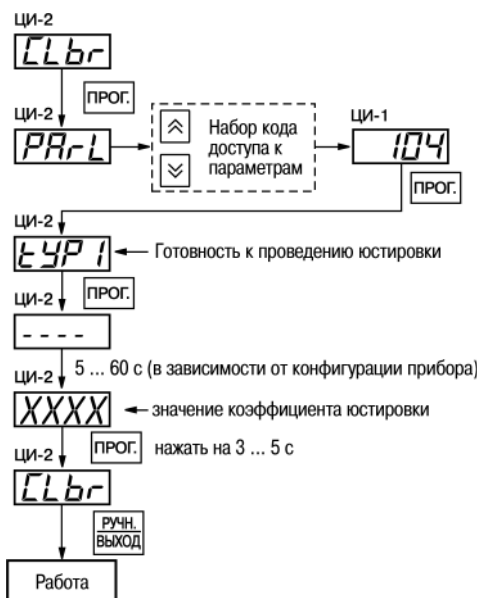 ЦИ-2
CLbr
ПРОГ.
ЦИ-2
PArL
Набор кода
доступа к
параметрам
ЦИ-1
104
ПРОГ.
ЦИ-2
tYP1
Готовность к проведению юстировки
ЦИ-2
ПРОГ.
- - - -
5 ... 60 с (в зависимости от конфигурации прибора)
ЦИ-2
XXXX
значение коэффициента юстировки
ПРОГ.
нажать на 3 ... 5 с
ЦИ-2
CLbr
РУЧН.
ВЫХОД
Работа